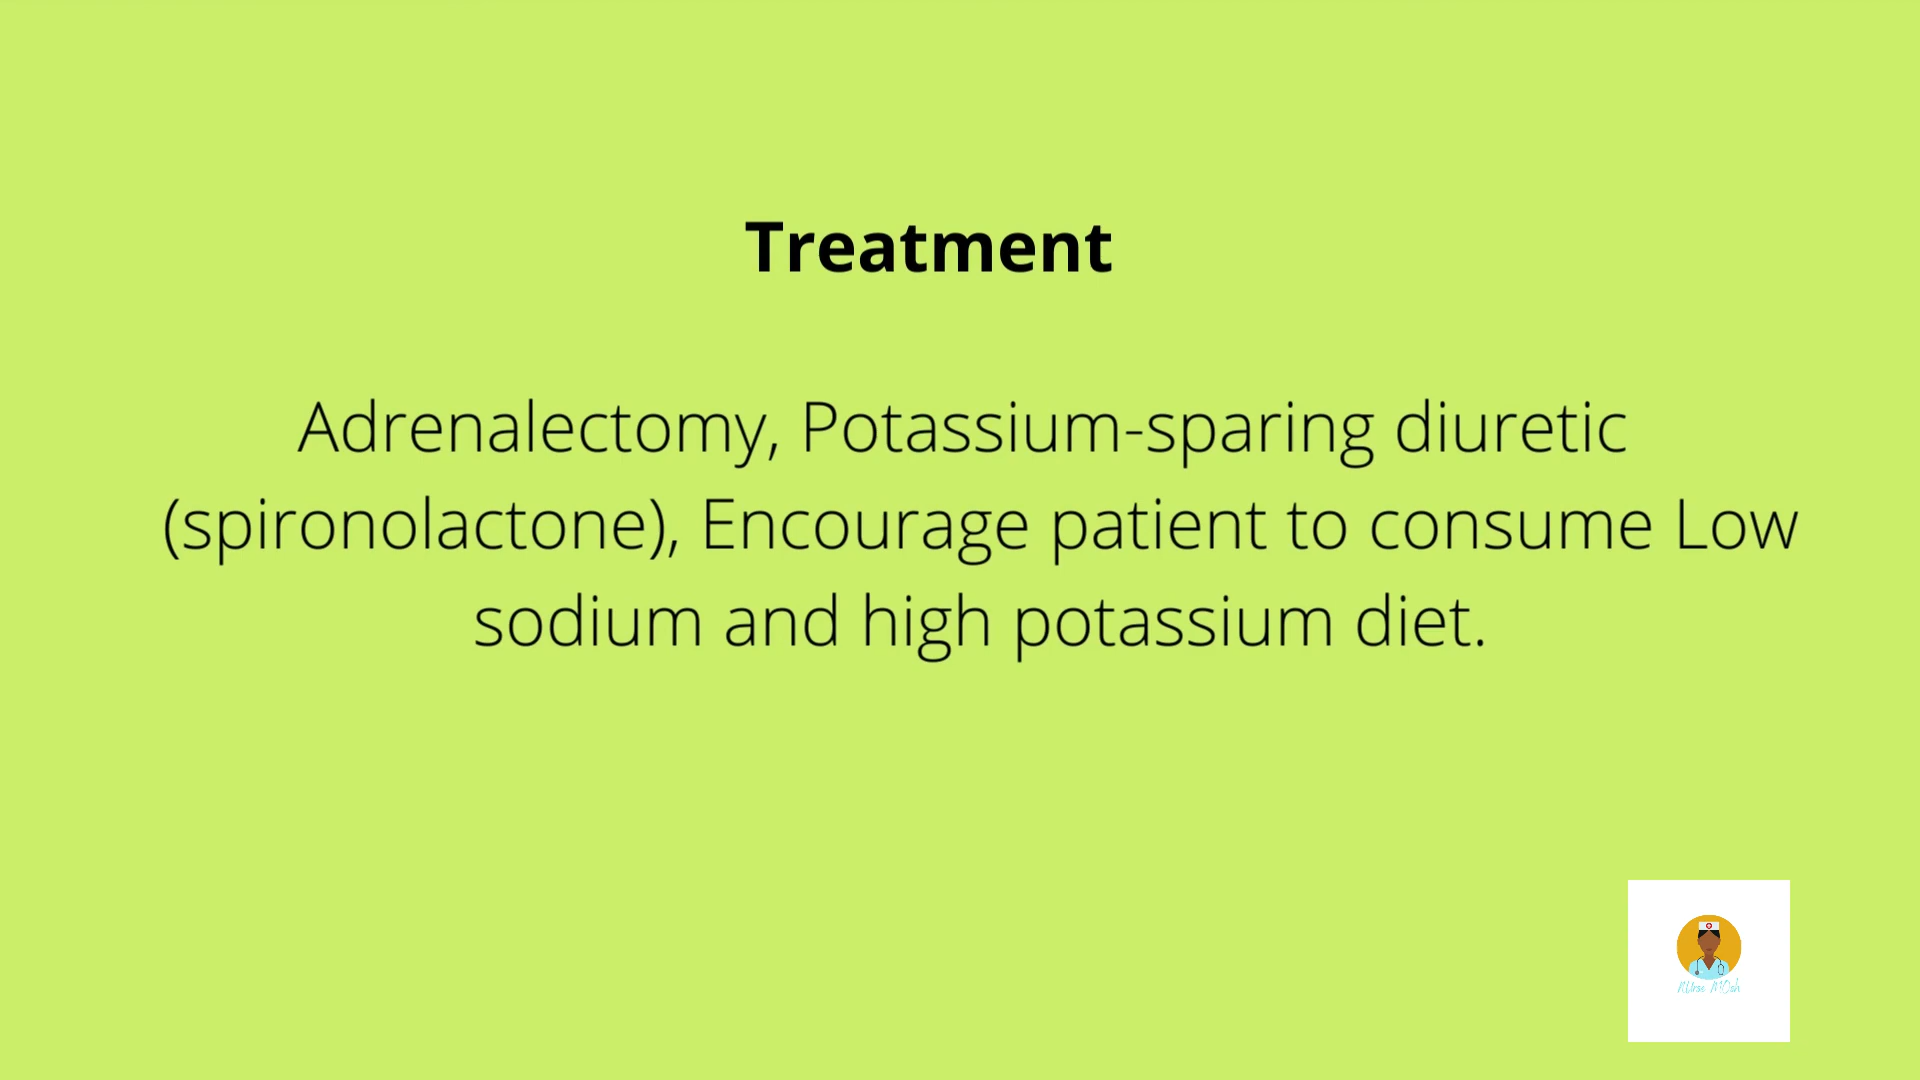 Treatment
Adrenalectomy, Potassium-sparing diuretic
(spironolactone), Encourage patient to consume Low
sodium and high potassium diet.